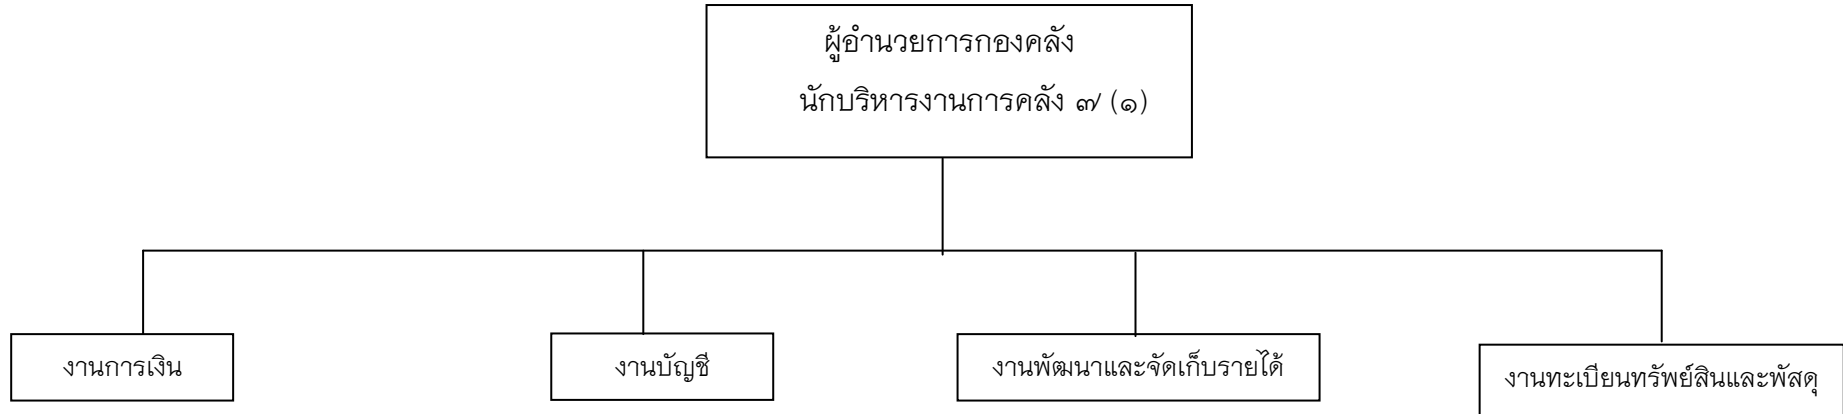 ผู้อำนวยการกองคลัง
นักบริหารงานการคลัง ๗ (๑)
งานการเงิน
งานบัญชี
งานพัฒนาและจัดเก็บรายได้
งานทะเบียนทรัพย์สินและพัสดุ